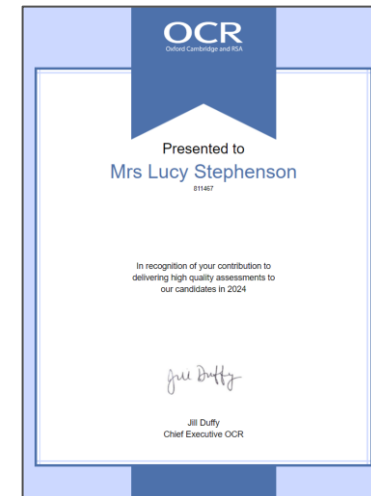 OCR
Oxford Cambridge and RSA
Presented to
Mrs Lucy Stephenson
811467
In recognition of your contribution to
delivering high quality assessments to
our candidates in 2024
Jill Duffy
Jill Duffy
Chief Executive OCR